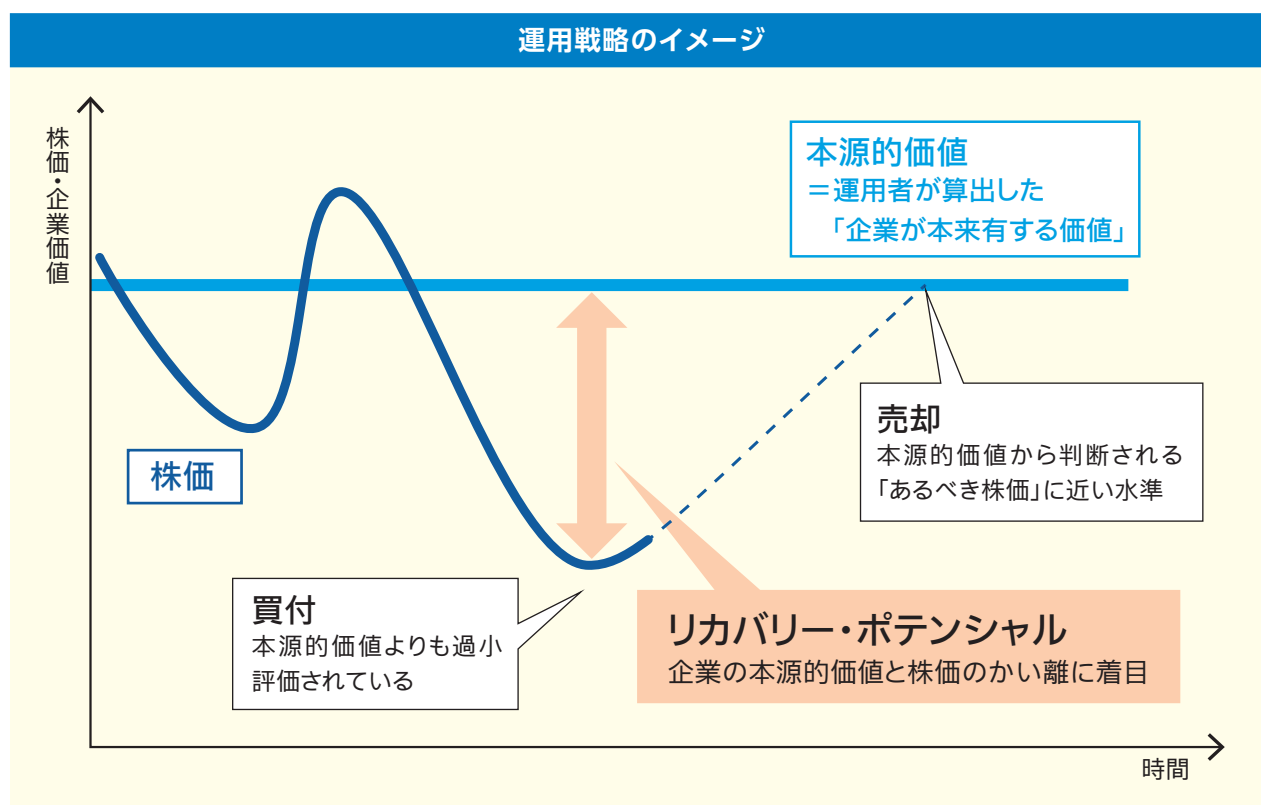 運用戦略のイメージ
株価・企業価値
本源的価値
＝運用者が算出した
「企業が本来有する価値」
売却
本源的価値から判断される
「あるべき株価」に近い水準
株価
買付
本源的価値よりも過小
評価されている
リカバリー・ポテンシャル
企業の本源的価値と株価のかい離に着目
時間